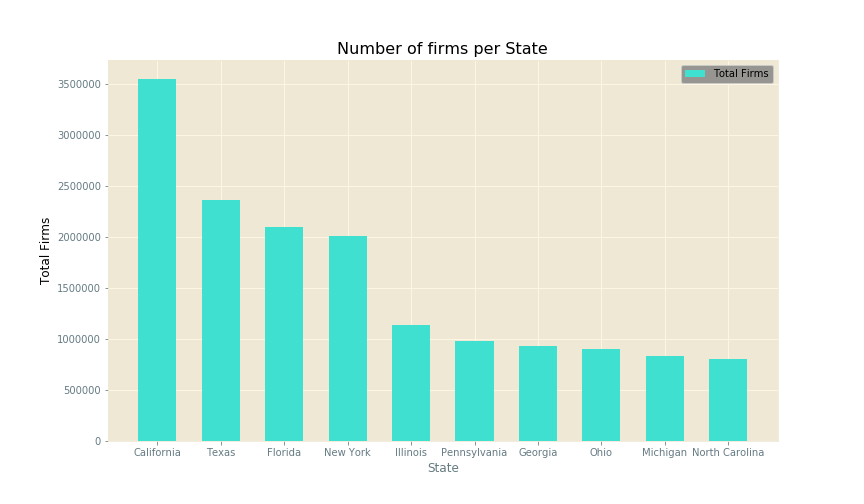 Number of firms per State
Total Firms
3500000
3000000
2500000
2000000
1500000
1000000
500000
0
Total Firms
California Texas Florida New York Illinois Pennsylvania Georgia Ohio Michigan North Carolina
State